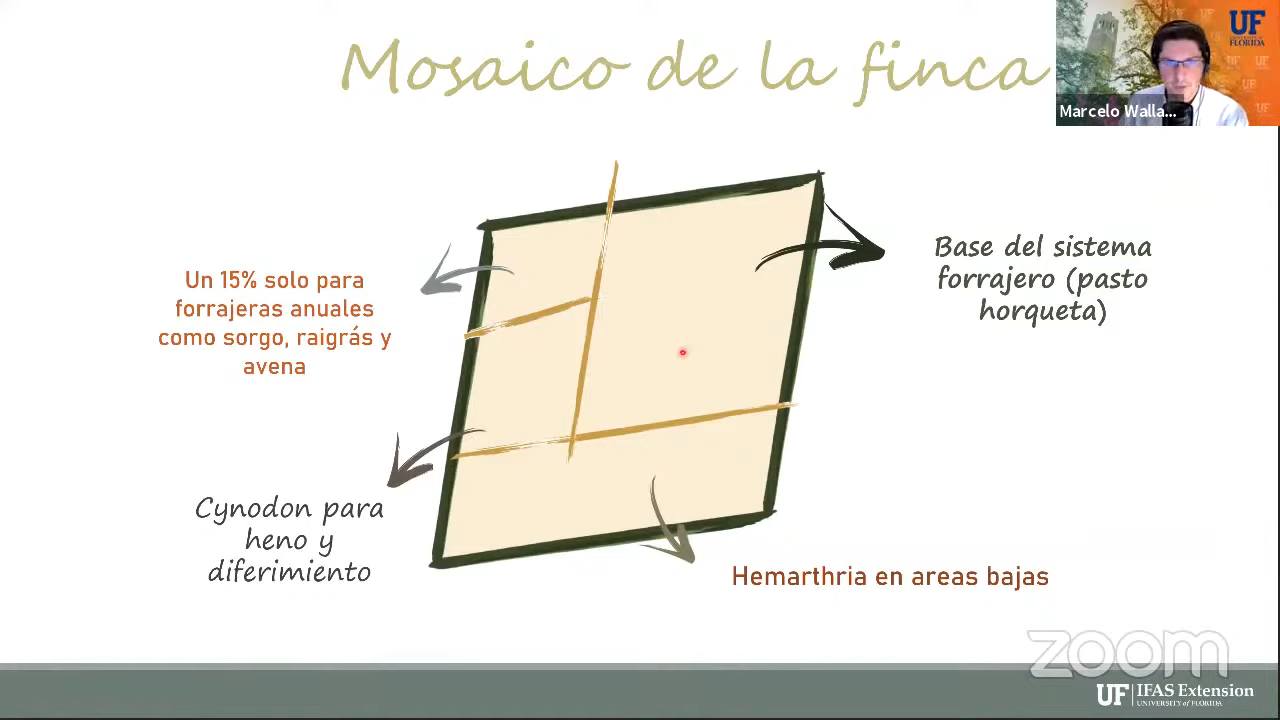 Mosaico de la finca
UF
UNIVERSITY of
FLORIDA
Marcelo Walla...
Un 15% solo para
forrajeras anuales
como sorgo, raigrás y
avena
Base del sistema
forrajero (pasto
horqueta)
Cynodon para
heno y
diferimiento
Hemarthria en areas bajas
zoom
UF IFAS Extension
UNIVERSITY of FLORIDA